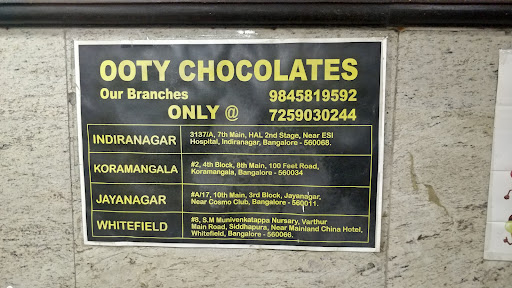 OOTY CHOCOLATES
Our Branches 9845819592
ONLY @ 7259030244
INDIRANAGAR
3137/A, 7th Main, HAL 2nd Stage, Near ESI
Hospital, Indiranagar, Bangalore - 560068.
KORAMANGALA
#2, 4th Block, 8th Main, 100 Feet Road,
Koramangala, Bangalore - 560034
JAYANAGAR
#A/17, 10th Main, 3rd Block, Jayanagar,
Near Cosmo Club, Bangalore - 560011.
WHITEFIELD
#8, S.M Munivenkatappa Nursary, Varthur
Main Road, Siddhapura, Near Mainland China Hotel,
Whitefield, Bangalore - 560066.